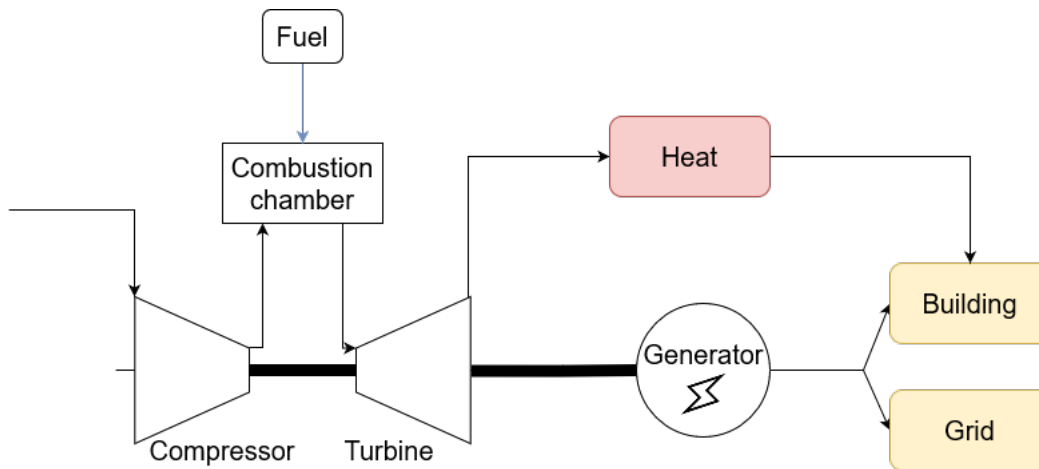 Fuel
Combustion
chamber
Heat
Building
Generator
Grid
Compressor
Turbine